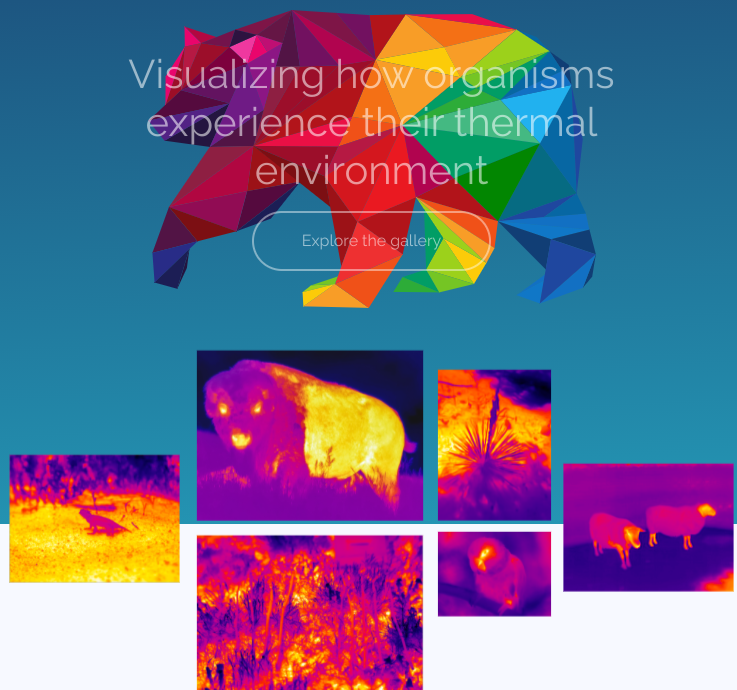 Visualizing how organisms
experience their thermal
environment
Explore the gallery